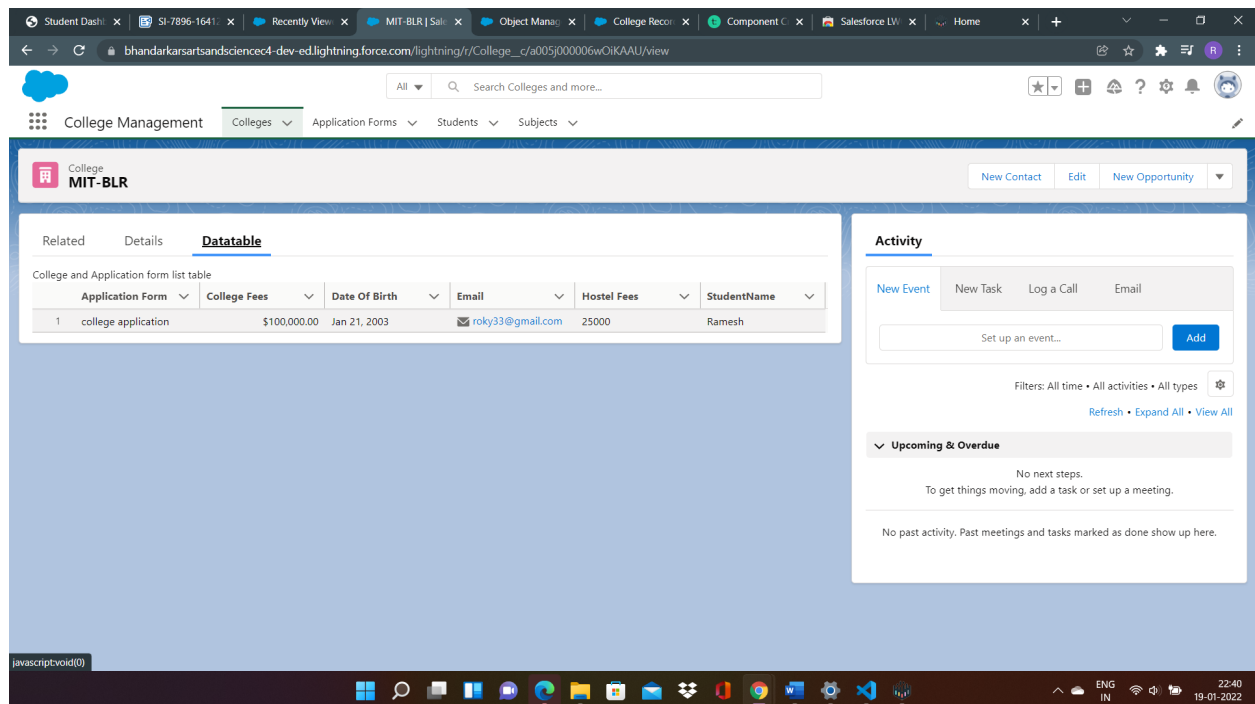 Student Dash
SI-7896-1641
Recently View
MIT-BLR | Sale
Object Manag
College Recor
Component C
Salesforce LW
Home
bhandarkarsartsandsciencec4-dev-ed.lightning.force.com/lightning/r/College__c/a005j000006wOiKAAU/view
R
All
Search Colleges and more...
College Management
Colleges
Application Forms
Students
Subjects
College
MIT-BLR
New Contact
Edit
New Opportunity
Related
Details
Datatable
College and Application form list table
Application Form College Fees Date Of Birth Email Hostel Fees StudentName
1 college application $100,000.00 Jan 21, 2003 roky33@gmail.com 25000 Ramesh
Activity
New Event
New Task
Log a Call
Email
Set up an event...
Add
Filters: All time • All activities • All types
Refresh • Expand All • View All
Upcoming & Overdue
No next steps.
To get things moving, add a task or set up a meeting.
No past activity. Past meetings and tasks marked as done show up here.
javascript:void(0)
ENG
IN
22:40
19-01-2022